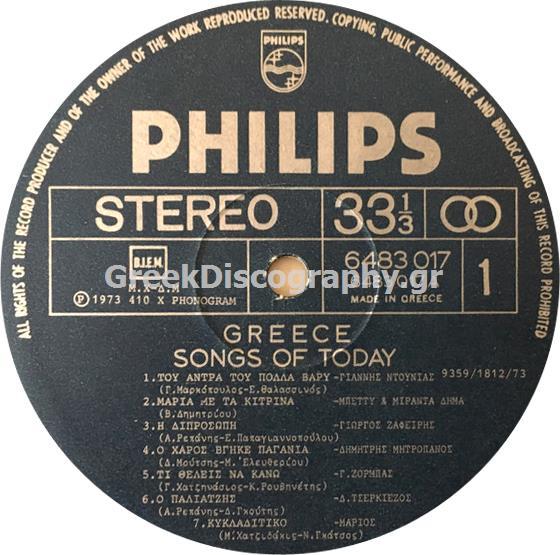 ALL RIGHTS OF THE RECORD PRODUCER AND OF THE OWNER OF THE WORK REPRODUCED RESERVED. COPYING, PUBLIC PERFORMANCE AND BROADCASTING OF THIS RECORD PROHIBITED
PHILIPS
PHILIPS
STEREO 33 1/3
B.I.E.M. 6483 017 1
Μ.Χ-Δ.Μ
GreekDiscography.gr
Ⓟ 1973 410 X PHONOGRAM MADE IN GREECE
GREECE
SONGS OF TODAY
1.ΤΟΥ ΑΝΤΡΑ ΤΟΥ ΠΟΛΛΑ ΒΑΡΥ -ΓΙΑΝΝΗΣ ΝΤΟΥΝΙΑΣ 9359/1812/73
(Γ.Μαρκόπουλος-Ε.Θαλασσινός)
2.ΜΑΡΙΑ ΜΕ ΤΑ ΚΙΤΡΙΝΑ -ΜΠΕΤΤΥ & ΜΙΡΑΝΤΑ ΔΗΜΑ
(Β.Δημητρίου)
3.Η ΔΙΠΡΟΣΩΠΗ -ΓΙΩΡΓΟΣ ΖΑΦΕΙΡΗΣ
(Α.Ρεπάνης-Ε.Παπαγιαννοπούλου)
4.Ο ΧΑΡΟΣ ΒΓΗΚΕ ΠΑΓΑΝΙΑ -ΔΗΜΗΤΡΗΣ ΜΗΤΡΟΠΑΝΟΣ
(Δ.Μούτσης-Μ.Ελευθερίου)
5.ΤΙ ΘΕΛΕΙΣ ΝΑ ΚΑΝΩ -Γ.ΖΟΡΜΠΑΣ
(Γ.Χατζηνάσιος-Κ.Ρουβηνέτης)
6.Ο ΠΑΛΙΑΤΖΗΣ -Δ.ΤΣΕΡΚΕΖΟΣ
(Α.Ρεπάνης-Δ.Γκούτης)
7.ΚΥΚΛΑΔΙΤΙΚΟ -ΜΑΡΙΟΣ
(Μ.Χατζιδάκις-Ν.Γκάτσος)